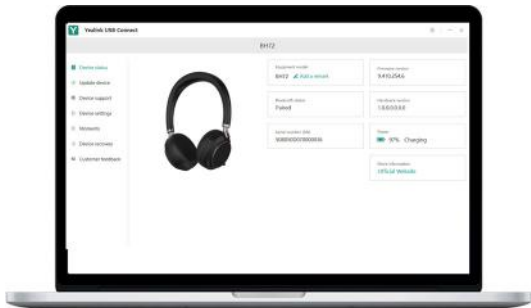 Yealink USB Connect
BH72
Device status
Update device
Device support
Device settings
Moments
Device recovery
Customer feedback
Equipment model
BH72 Add a remark
Firmware version
Bluetooth status
Paired
Hardware version
Serial number (SN)
Power
97% Charging
More information
Official Website